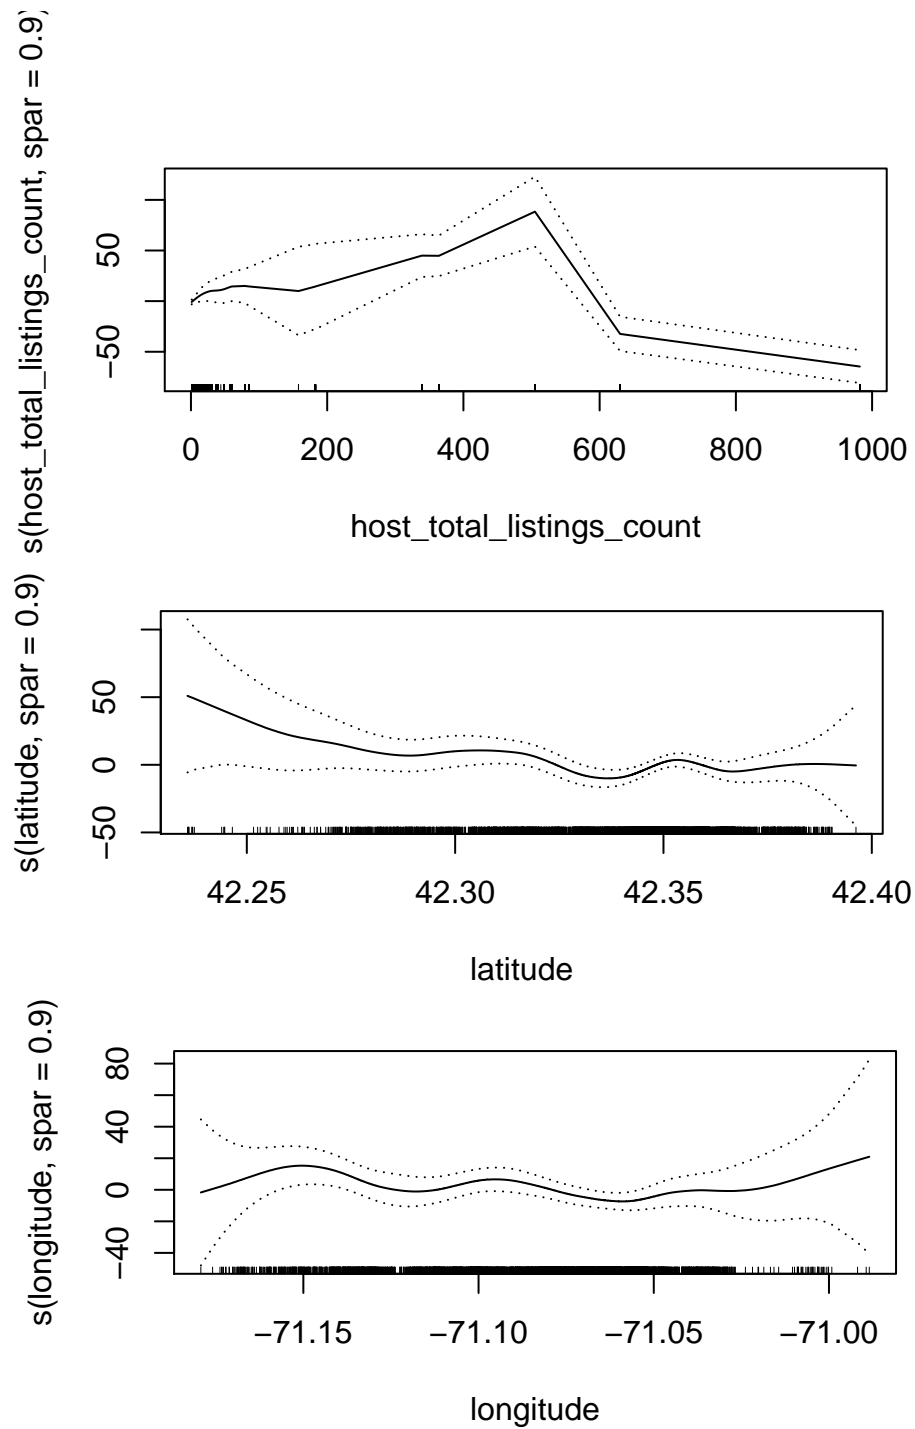 s(host_total_listings_count, spar = 0.9)
50
−50
0 200 400 600 800 1000
host_total_listings_count
s(latitude, spar = 0.9)
50
0
−50
42.25 42.30 42.35 42.40
latitude
s(longitude, spar = 0.9)
80
40
0
−40
−71.15 −71.10 −71.05 −71.00
longitude